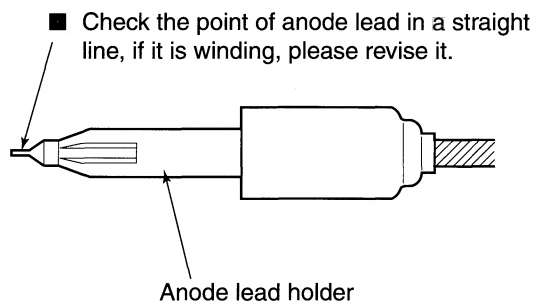 ■ Check the point of anode lead in a straight
line, if it is winding, please revise it.
Anode lead holder